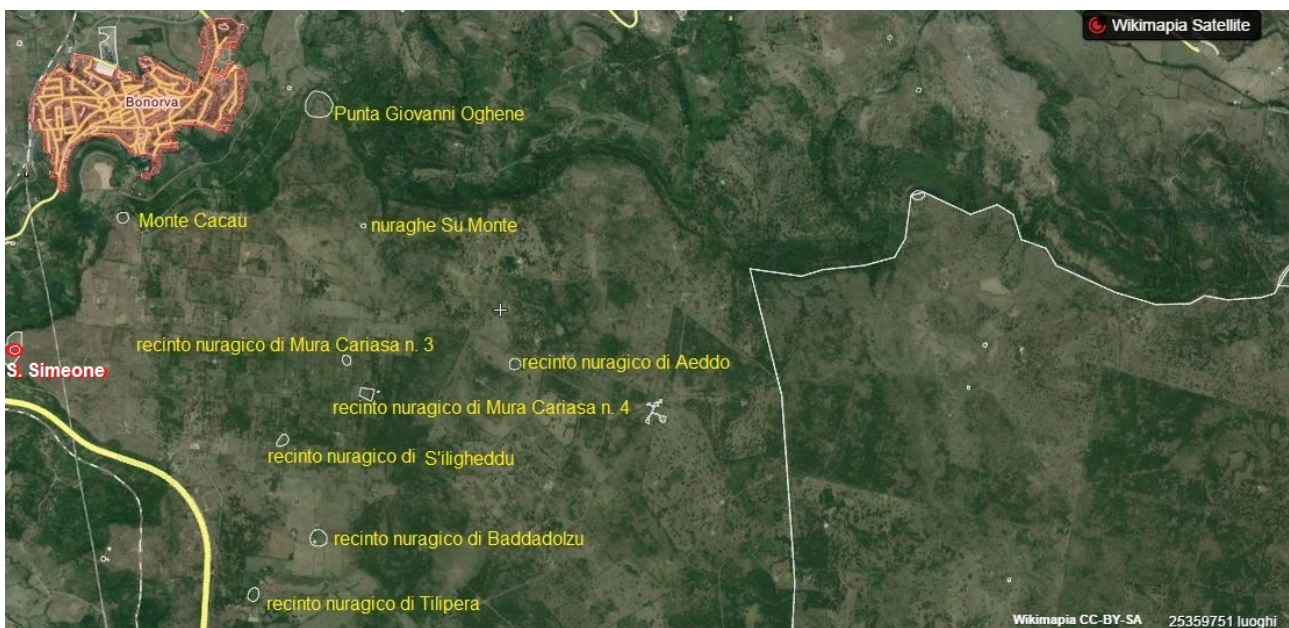 Wikimapia Satellite
Bonorva
Punta Giovanni Oghene
Monte Cacau
nuraghe Su Monte
recinto nuragico di Mura Cariasa n. 3
recinto nuragico di Aeddo
S. Simeone
recinto nuragico di Mura Cariasa n. 4
recinto nuragico di S'iligheddu
recinto nuragico di Baddadolzu
recinto nuragico di Tilipera
Wikimapia CC-BY-SA 25359751 luoghi